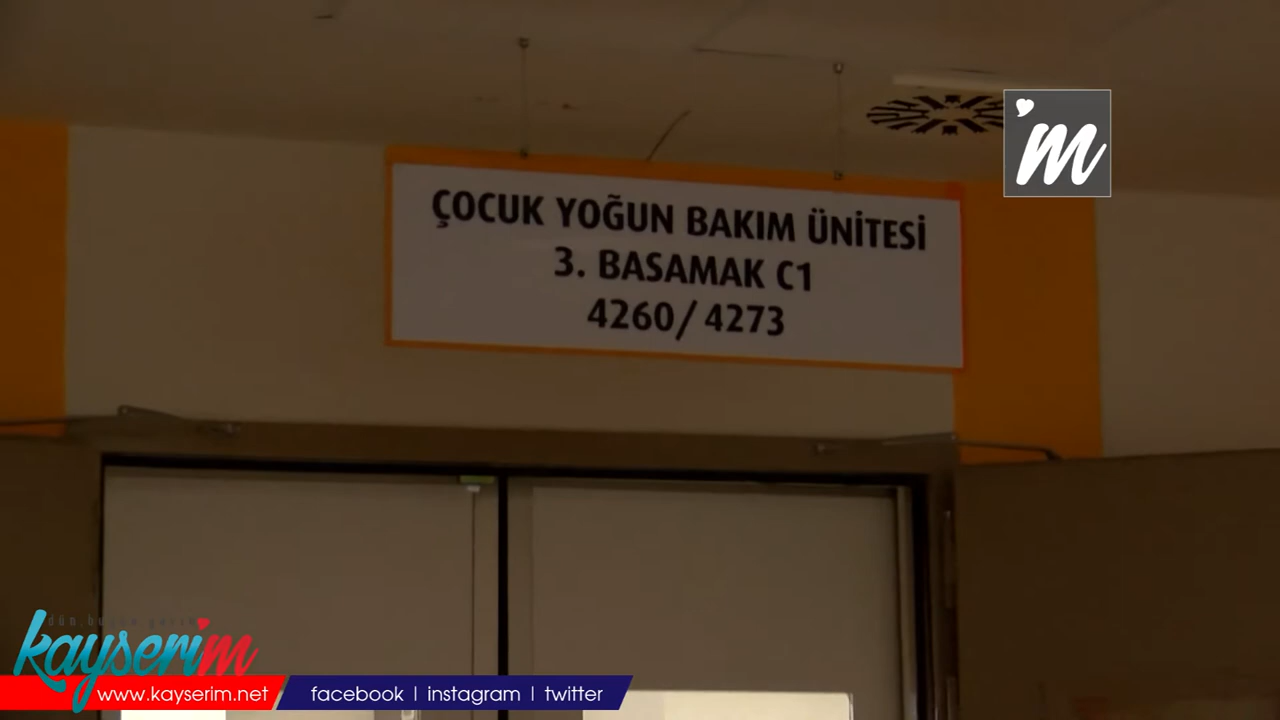 ÇOCUK YOĞUN BAKIM ÜNİTESİ
3. BASAMAK C1
4260/4273
'm
kayserim
www.kayserim.net
facebook | instagram | twitter